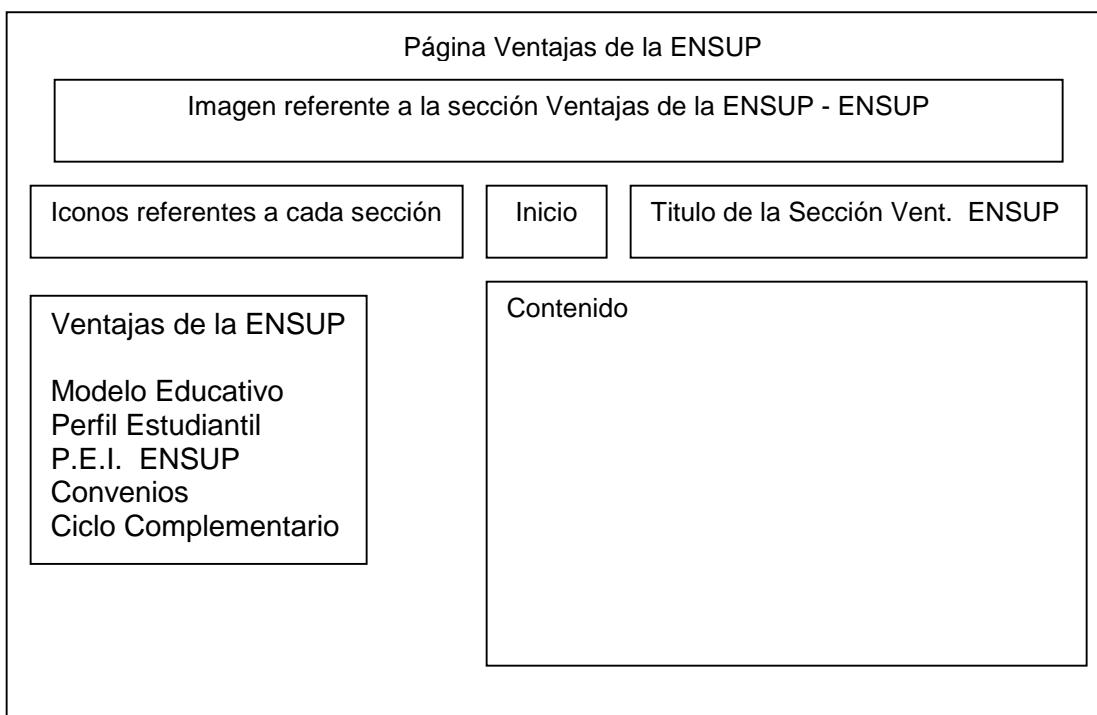 Página Ventajas de la ENSUP
Imagen referente a la sección Ventajas de la ENSUP - ENSUP
Iconos referentes a cada sección
Inicio
Titulo de la Sección Vent. ENSUP
Ventajas de la ENSUP
Modelo Educativo
Perfil Estudiantil
P.E.I. ENSUP
Convenios
Ciclo Complementario
Contenido